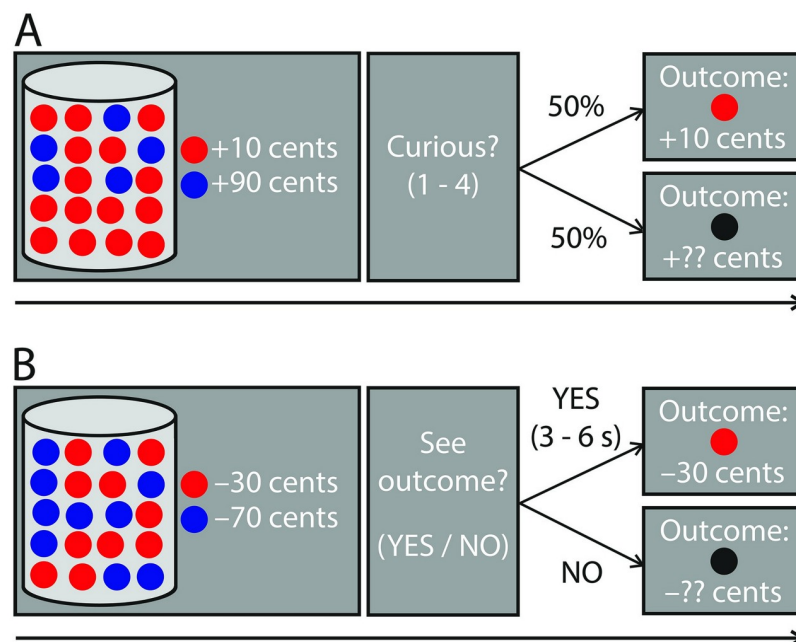 A
+10 cents
+90 cents
Curious?
(1 - 4)
50%
50%
Outcome:
+10 cents
Outcome:
+?? cents
B
–30 cents
–70 cents
See
outcome?
(YES / NO)
YES
(3 - 6 s)
NO
Outcome:
–30 cents
Outcome:
–?? cents